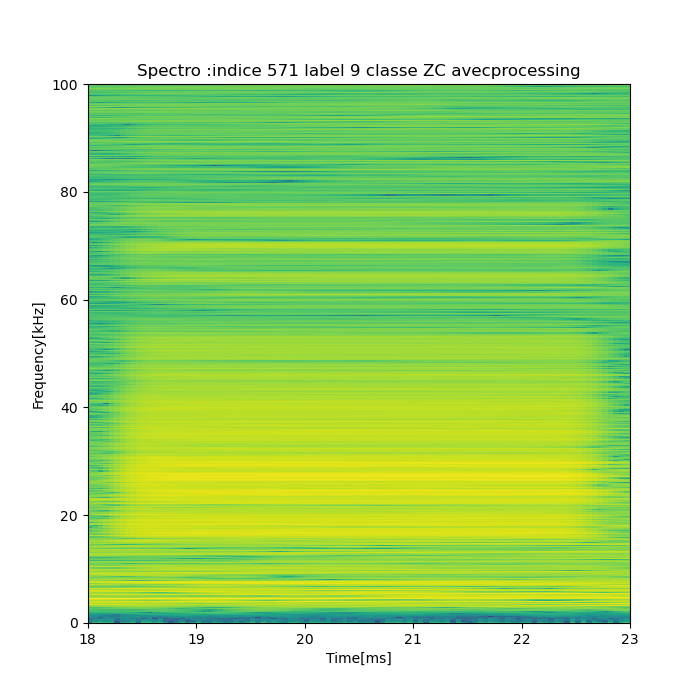 Spectro :indice 571 label 9 classe ZC avecprocessing
100
80
60
40
20
0
Frequency[kHz]
18 19 20 21 22 23
Time[ms]